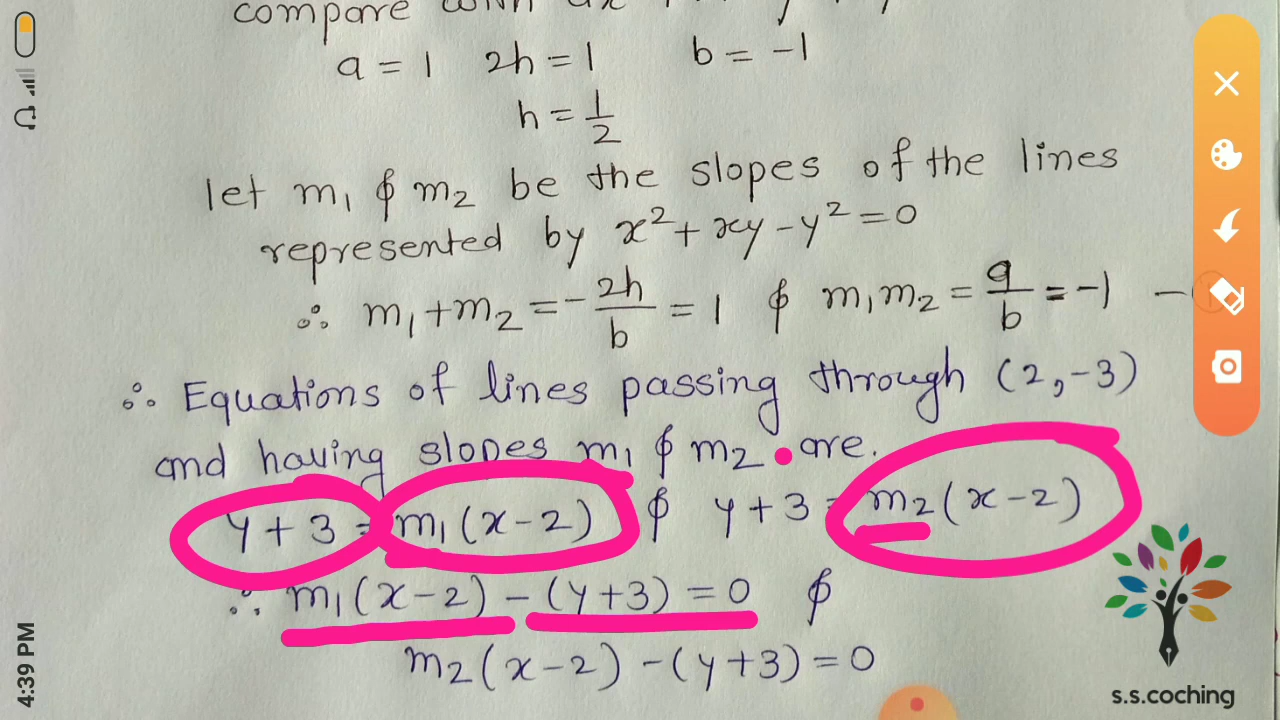 compare with ax
a = 1 2h = 1 b = -1
h = 1/2
let m₁ & m₂ be the slopes of the lines
represented by x² + xy - y² = 0
∴ m₁ + m₂ = - 2h/b = 1 & m₁m₂ = a/b = -1 -
∴ Equations of lines passing through (2, -3)
and having slopes m₁ & m₂ are.
y + 3 = m₁(x - 2) & y + 3 = m₂(x - 2)
∴ m₁(x - 2) - (y + 3) = 0 &
m₂(x - 2) - (y + 3) = 0
s.s.coching
4:39 PM